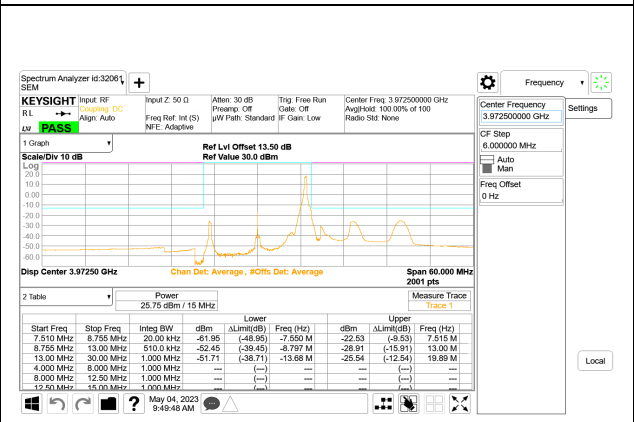 Spectrum Analyzer id:32061
SEM
Frequency
KEYSIGHT Input: RF Input Z: 50 Ω Atten: 30 dB Trig: Free Run Center Freq: 3.972500000 GHz
RL Coupling: DC Preamp: Off Gate: Off Avg|Hold: 100.00% of 100
Align: Auto Freq Ref: Int (S) µW Path: Standard IF Gain: Low Radio Std: None
PASS NFE: Adaptive
Center Frequency
3.972500000 GHz
Settings
CF Step
6.000000 MHz
Auto
Man
Freq Offset
0 Hz
1 Graph
Ref Lvl Offset 13.50 dB
Scale/Div 10 dB Ref Value 30.0 dBm
Log
20.0
10.0
0.00
-10.0
-20.0
-30.0
-40.0
-50.0
-60.0
Disp Center 3.97250 GHz Chan Det: Average , #Offs Det: Average Span 60.000 MHz
2001 pts
2 Table Power Measure Trace
25.75 dBm / 15 MHz Trace 1
Lower Upper
Start Freq Stop Freq Integ BW dBm ΔLimit(dB) Freq (Hz) dBm ΔLimit(dB) Freq (Hz)
7.510 MHz 8.755 MHz 20.00 kHz -61.95 (-48.95) -7.550 M -22.53 (-9.53) 7.515 M
8.755 MHz 13.00 MHz 510.0 kHz -52.45 (-39.45) -8.797 M -28.91 (-15.91) 13.00 M
13.00 MHz 30.00 MHz 1.000 MHz -51.71 (-38.71) -13.68 M -25.54 (-12.54) 19.89 M
4.000 MHz 8.000 MHz 1.000 MHz --- (---) --- --- (---) ---
8.000 MHz 12.50 MHz 1.000 MHz --- (---) --- --- (---) ---
12.50 MHz 15.00 MHz 1.000 MHz --- (---) --- --- (---) ---
Local
May 04, 2023
9:49:48 AM